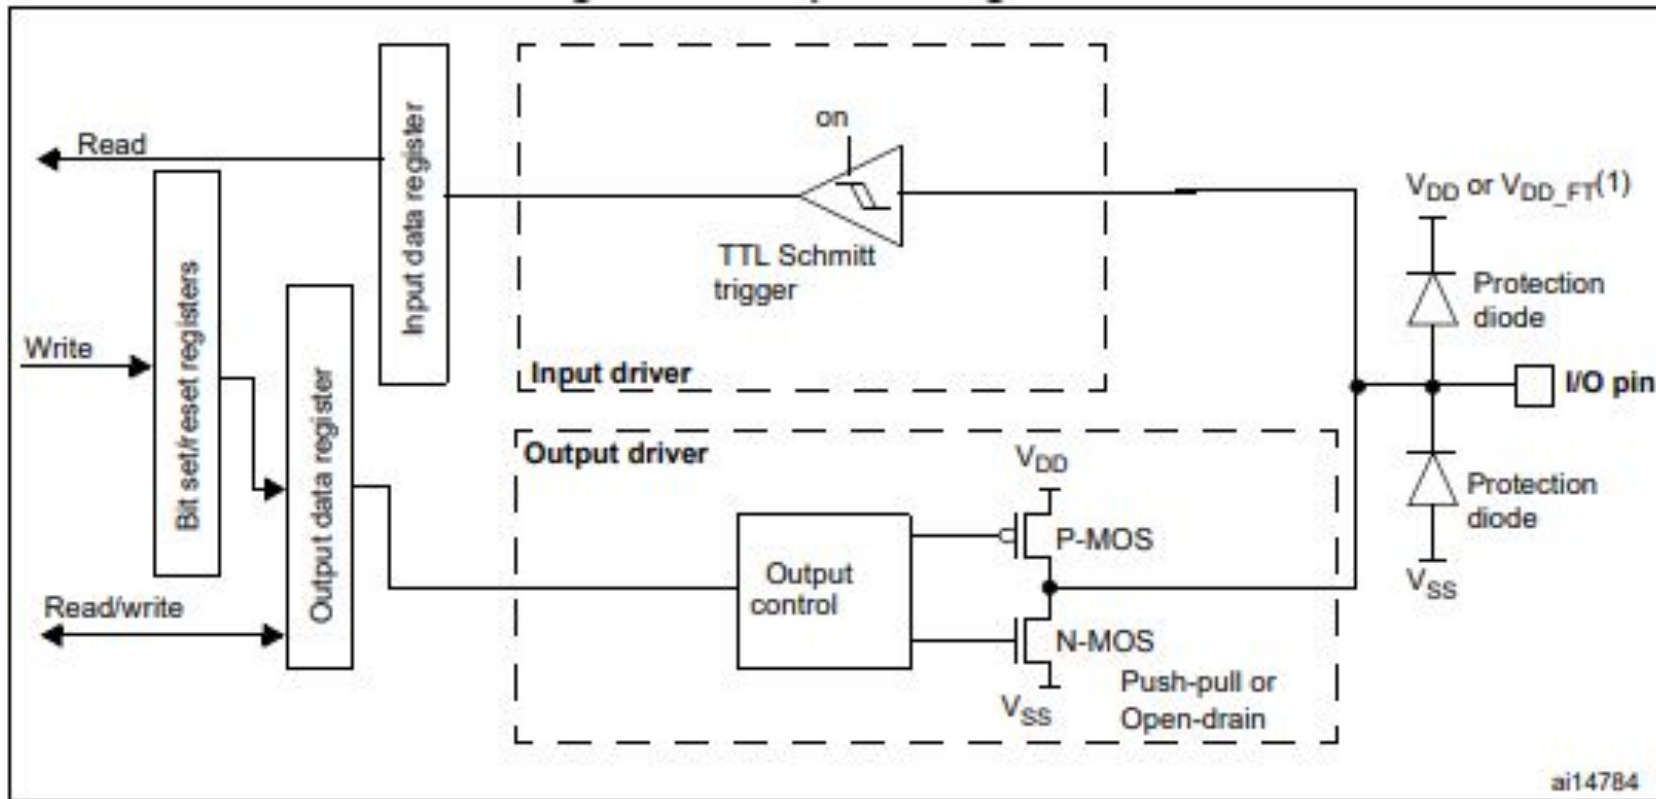 on
Read
Input data register
VDD or VDD_FT(1)
TTL Schmitt
trigger
Protection
diode
Bit set/reset registers
Write
Output data register
Input driver
I/O pin
Output driver
VDD
Protection
diode
P-MOS
Output
control
VSS
Read/write
N-MOS
Push-pull or
Open-drain
VSS
ai14784